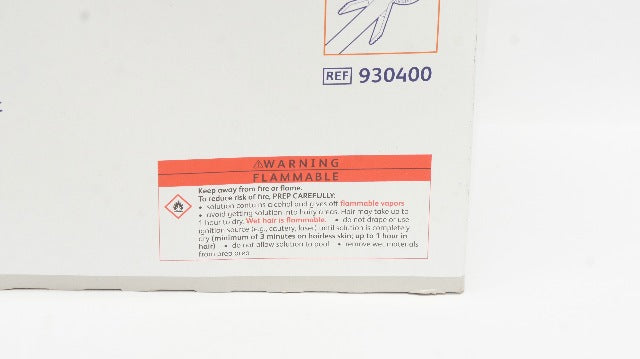 REF 930400
⚠WARNING
FLAMMABLE
Keep away from fire or flame.
To reduce risk of fire, PREP CAREFULLY:
• solution contains alcohol and gives off flammable vapors
• avoid getting solution into hairy areas. Hair may take up to
1 hour to dry. Wet hair is flammable. • do not drape or use
ignition source (e.g., cautery, laser) until solution is completely
dry (minimum of 3 minutes on hairless skin; up to 1 hour in
hair) • do not allow solution to pool • remove wet materials
from prep area